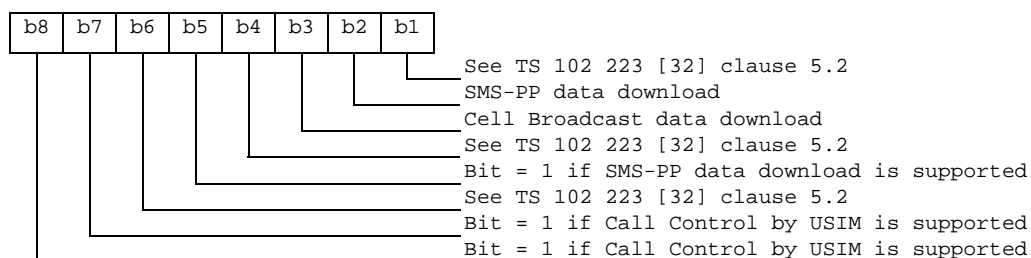 b8 b7 b6 b5 b4 b3 b2 b1
See TS 102 223 [32] clause 5.2
SMS-PP data download
Cell Broadcast data download
See TS 102 223 [32] clause 5.2
Bit = 1 if SMS-PP data download is supported
See TS 102 223 [32] clause 5.2
Bit = 1 if Call Control by USIM is supported
Bit = 1 if Call Control by USIM is supported